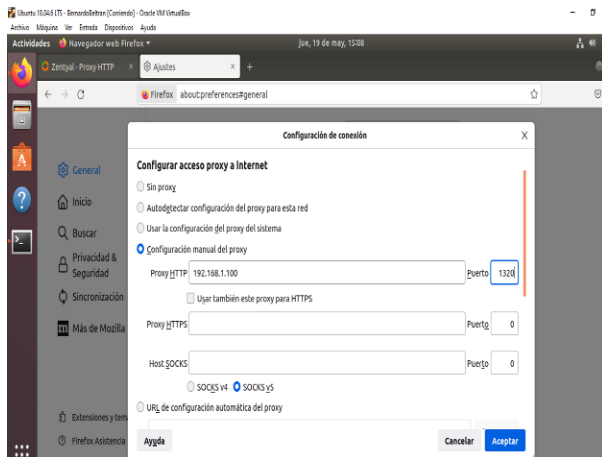 Ubuntu 18.04.6 LTS - BernardoBeltran [Corriendo] - Oracle VM VirtualBox
Archivo Máquina Ver Entrada Dispositivos Ayuda
Actividades Navegador web Firefox jue, 19 de may, 15:08
Zentyal - Proxy HTTP × Ajustes × +
Firefox about:preferences#general
Configuración de conexión X
Configurar acceso proxy a Internet
General
Sin proxy
Autodetectar configuración del proxy para esta red
Inicio
Usar la configuración del proxy del sistema
Buscar
Configuración manual del proxy
Privacidad &
Seguridad
Proxy HTTP 192.168.1.100 Puerto 1320
Sincronización
Usar también este proxy para HTTPS
Más de Mozilla
Proxy HTTPS Puerto 0
Host SOCKS Puerto 0
SOCKS v4 SOCKS v5
URL de configuración automática del proxy
Extensiones y tem
Firefox Asistencia
Ayuda Cancelar Aceptar